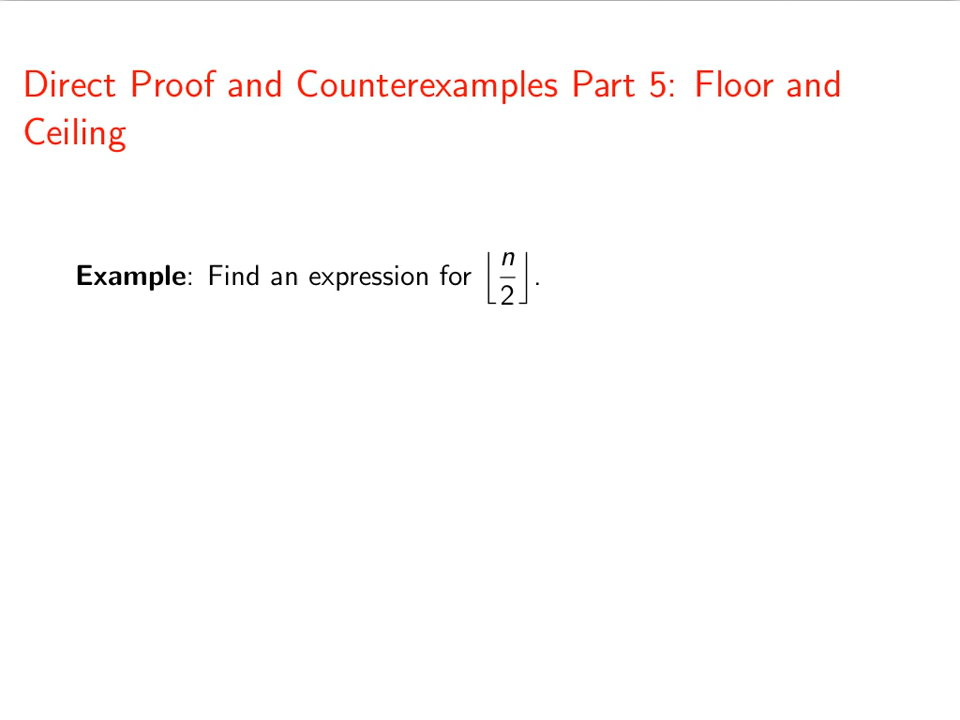 Direct Proof and Counterexamples Part 5: Floor and
Ceiling
Example: Find an expression for ⌊n/2⌋.